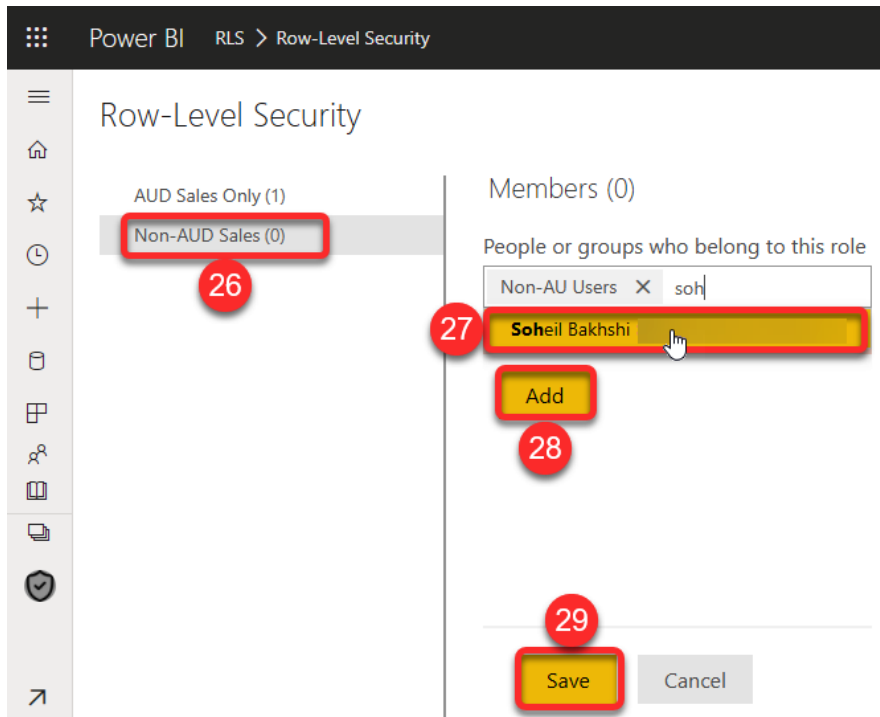 Power BI RLS > Row-Level Security
Row-Level Security
AUD Sales Only (1)
Non-AUD Sales (0)
26
Members (0)
People or groups who belong to this role
Non-AU Users X soh
27
Soheil Bakhshi
Add
28
29
Save Cancel